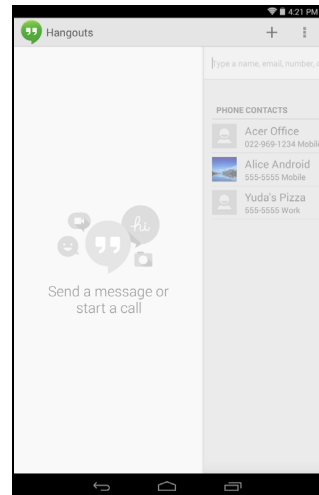 4:21 PM
Hangouts
Type a name, email, number, c
PHONE CONTACTS
Acer Office
022-969-1234 Mobile
Alice Android
555-5555 Mobile
Yuda's Pizza
555-5555 Work
hi
Send a message or
start a call